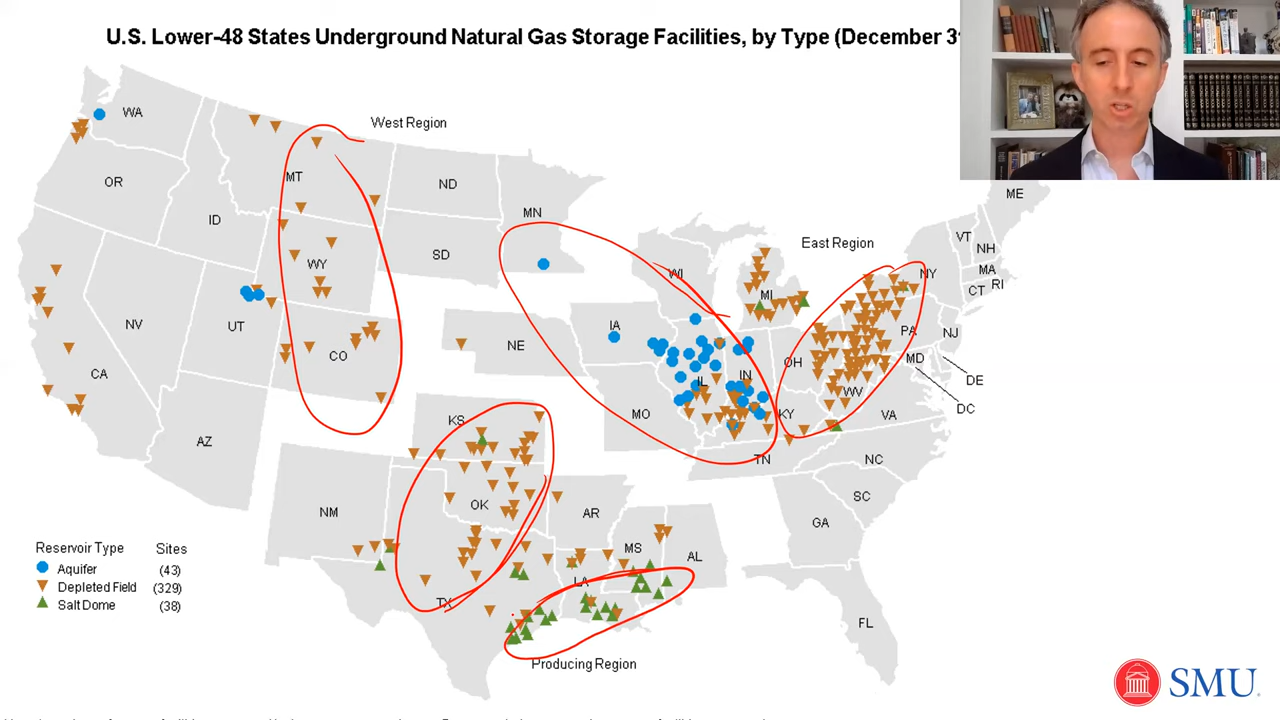 U.S. Lower-48 States Underground Natural Gas Storage Facilities, by Type (December
West Region
East Region
WA
MT
ND
MN
OR
ID
SD
WY
WI
MI
ME
VT
NH
NY
MA
CT
RI
NV
UT
CO
NE
IA
IL
IN
OH
PA
NJ
MD
DE
DC
CA
AZ
NM
KS
MO
KY
WV
VA
OK
AR
TN
NC
SC
TX
LA
MS
AL
GA
FL
Reservoir Type Sites
Aquifer (43)
Depleted Field (329)
Salt Dome (38)
Producing Region
SMU